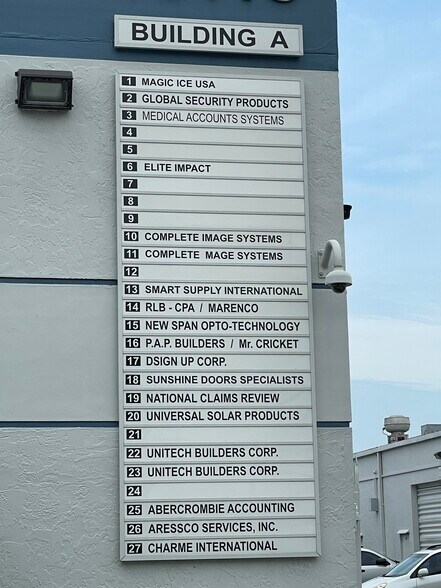 BUILDING A
1 MAGIC ICE USA
2 GLOBAL SECURITY PRODUCTS
3 MEDICAL ACCOUNTS SYSTEMS
4
5
6 ELITE IMPACT
7
8
9
10 COMPLETE IMAGE SYSTEMS
11 COMPLETE MAGE SYSTEMS
12
13 SMART SUPPLY INTERNATIONAL
14 RLB - CPA / MARENCO
15 NEW SPAN OPTO-TECHNOLOGY
16 P.A.P. BUILDERS / Mr. CRICKET
17 DSIGN UP CORP.
18 SUNSHINE DOORS SPECIALISTS
19 NATIONAL CLAIMS REVIEW
20 UNIVERSAL SOLAR PRODUCTS
21
22 UNITECH BUILDERS CORP.
23 UNITECH BUILDERS CORP.
24
25 ABERCROMBIE ACCOUNTING
26 ARESSCO SERVICES, INC.
27 CHARME INTERNATIONAL